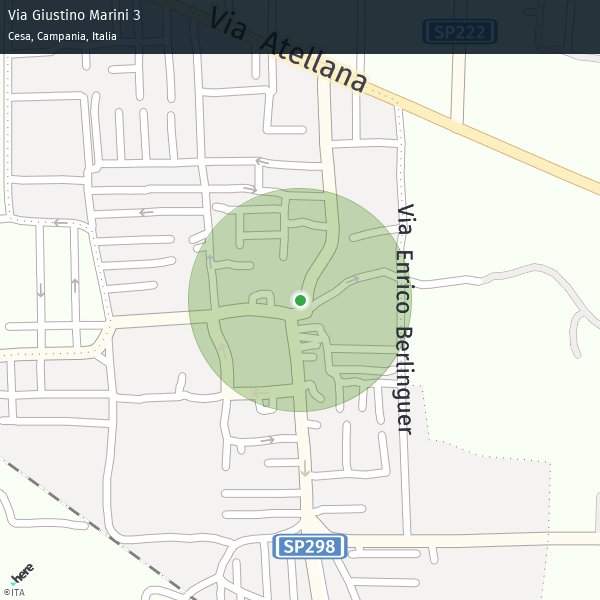 Via Giustino Marini 3
Cesa, Campania, Italia
SP222
Via Atellana
Via Enrico Berlinguer
SP298
here
©ITA